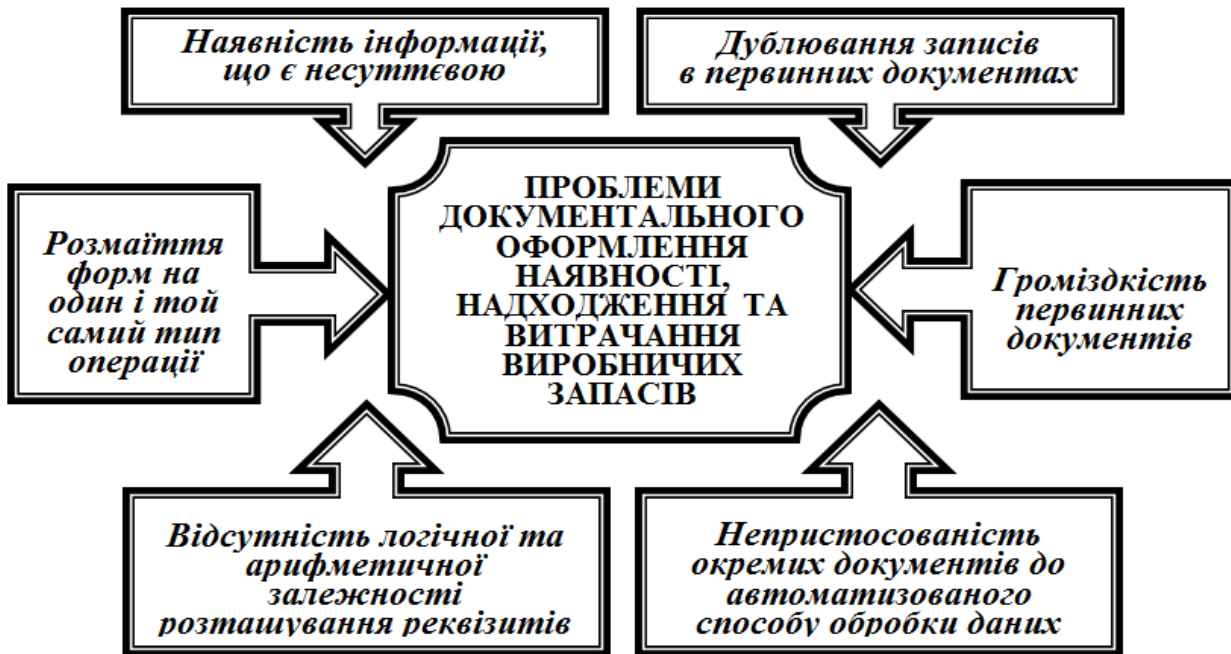 Наявність інформації,
що є несуттєвою
Дублювання записів
в первинних документах
Розмаїття
форм на
один і той
самий тип
операції
ПРОБЛЕМИ
ДОКУМЕНТАЛЬНОГО
ОФОРМЛЕННЯ
НАЯВНОСТІ,
НАДХОДЖЕННЯ ТА
ВИТРАЧАННЯ
ВИРОБНИЧИХ
ЗАПАСІВ
Громіздкість
первинних
документів
Відсутність логічної та
арифметичної
залежності
розташування реквізитів
Непристосованість
окремих документів до
автоматизованого
способу обробки даних